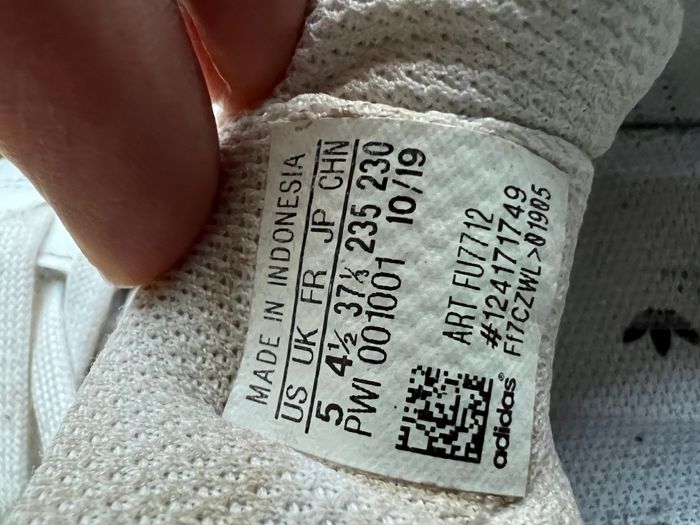 MADE IN INDONESIA
US UK FR JP CHN
5 4½ 37⅓ 235 230
PWI 001001 10/19
ART FU7712
#124171749
Ff7CZWL>01905
adidas®